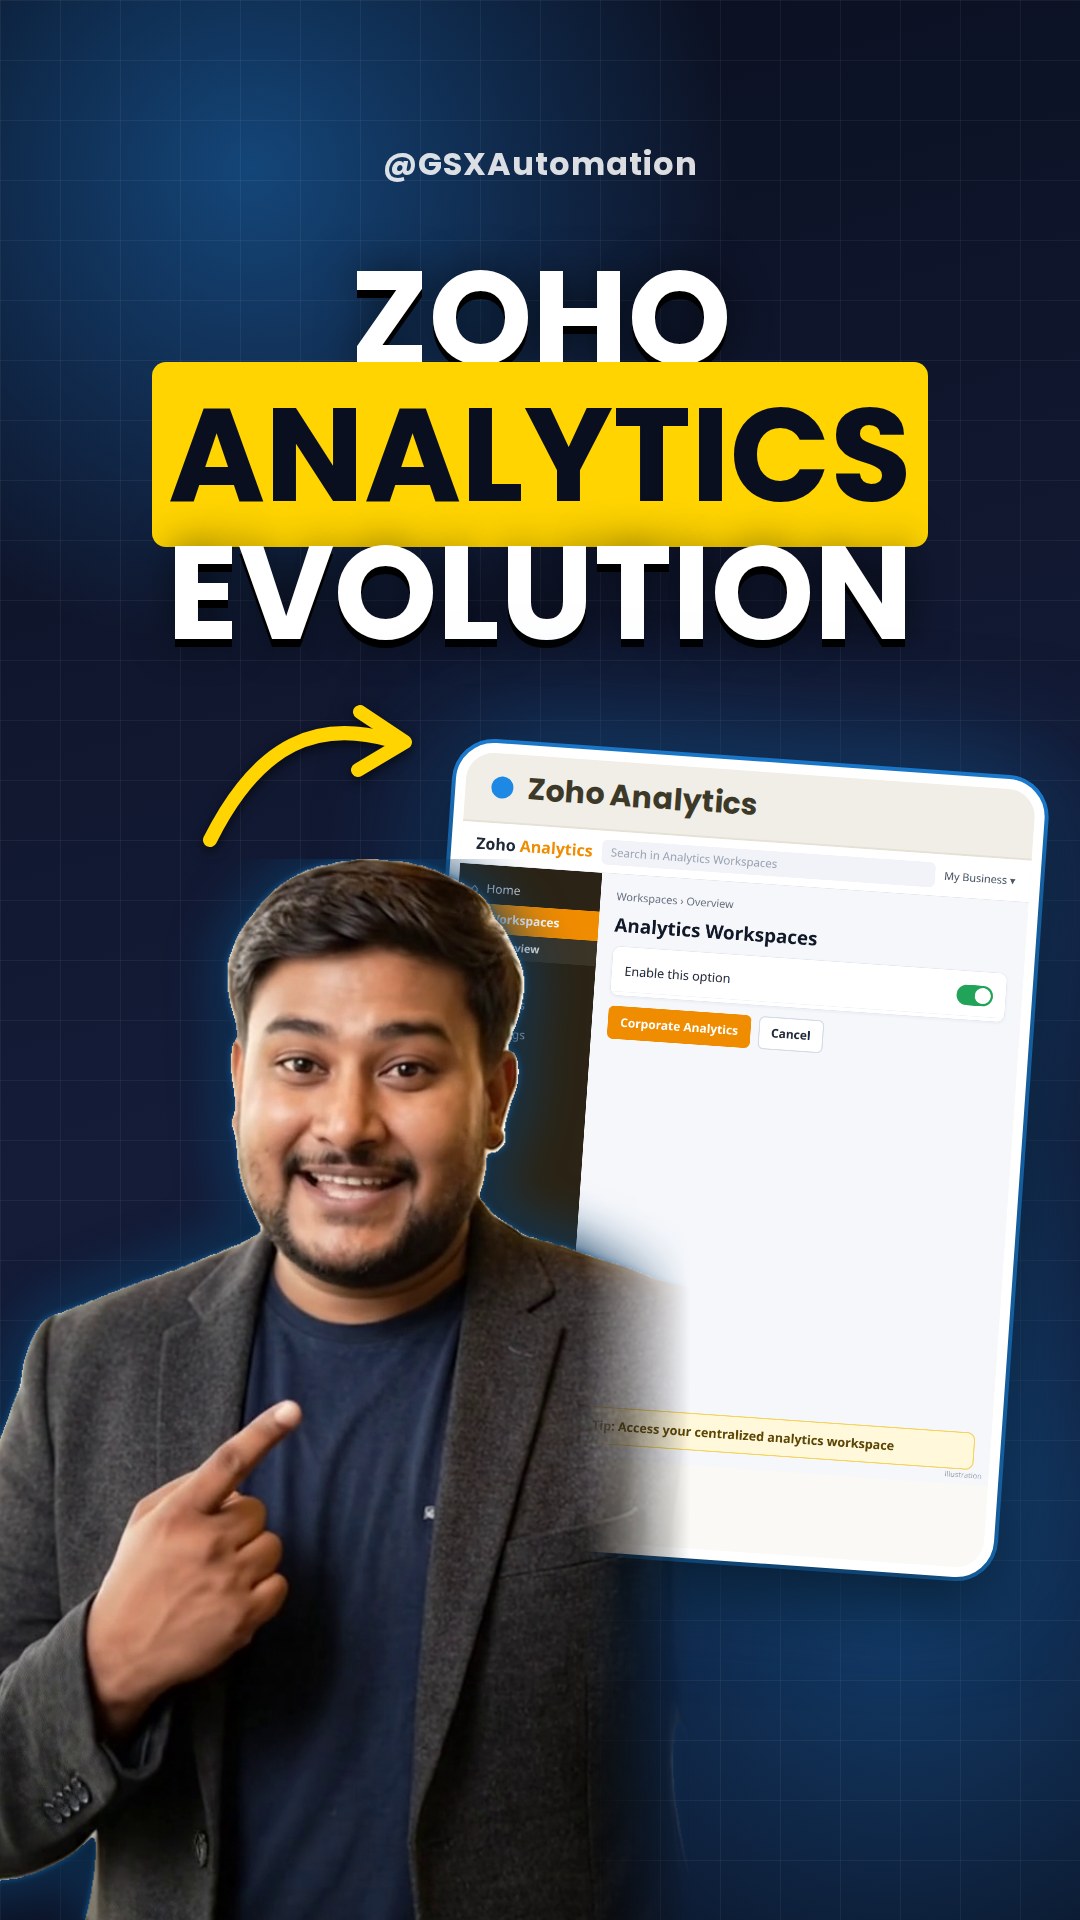 @GSXAutomation
ZOHO
ANALYTICS
EVOLUTION
Zoho Analytics
Zoho Analytics
Search in Analytics Workspaces
My Business ▾
Home
Workspaces › Overview
Analytics Workspaces
Enable this option
Corporate Analytics
Cancel
Tip: Access your centralized analytics workspace
illustration